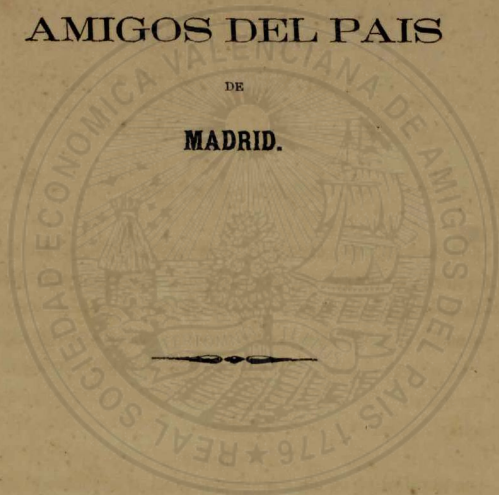 AMIGOS DEL PAIS
DE
MADRID.
REAL SOCIEDAD ECONOMICA VALENCIANA DE AMIGOS DEL PAIS 1776